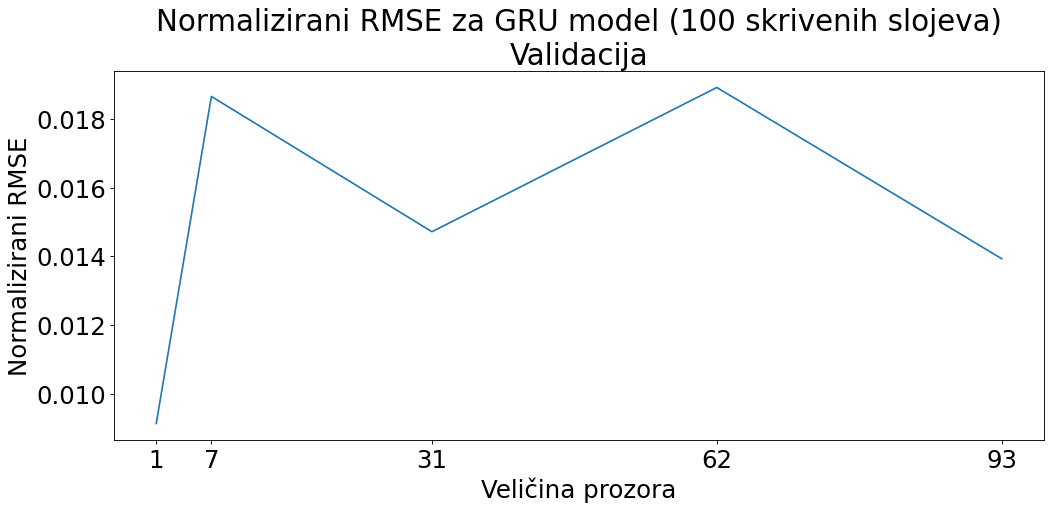 Normalizirani RMSE za GRU model (100 skrivenih slojeva)
Validacija
Normalizirani RMSE
0.018
0.016
0.014
0.012
0.010
1 7 31 62 93
Veličina prozora